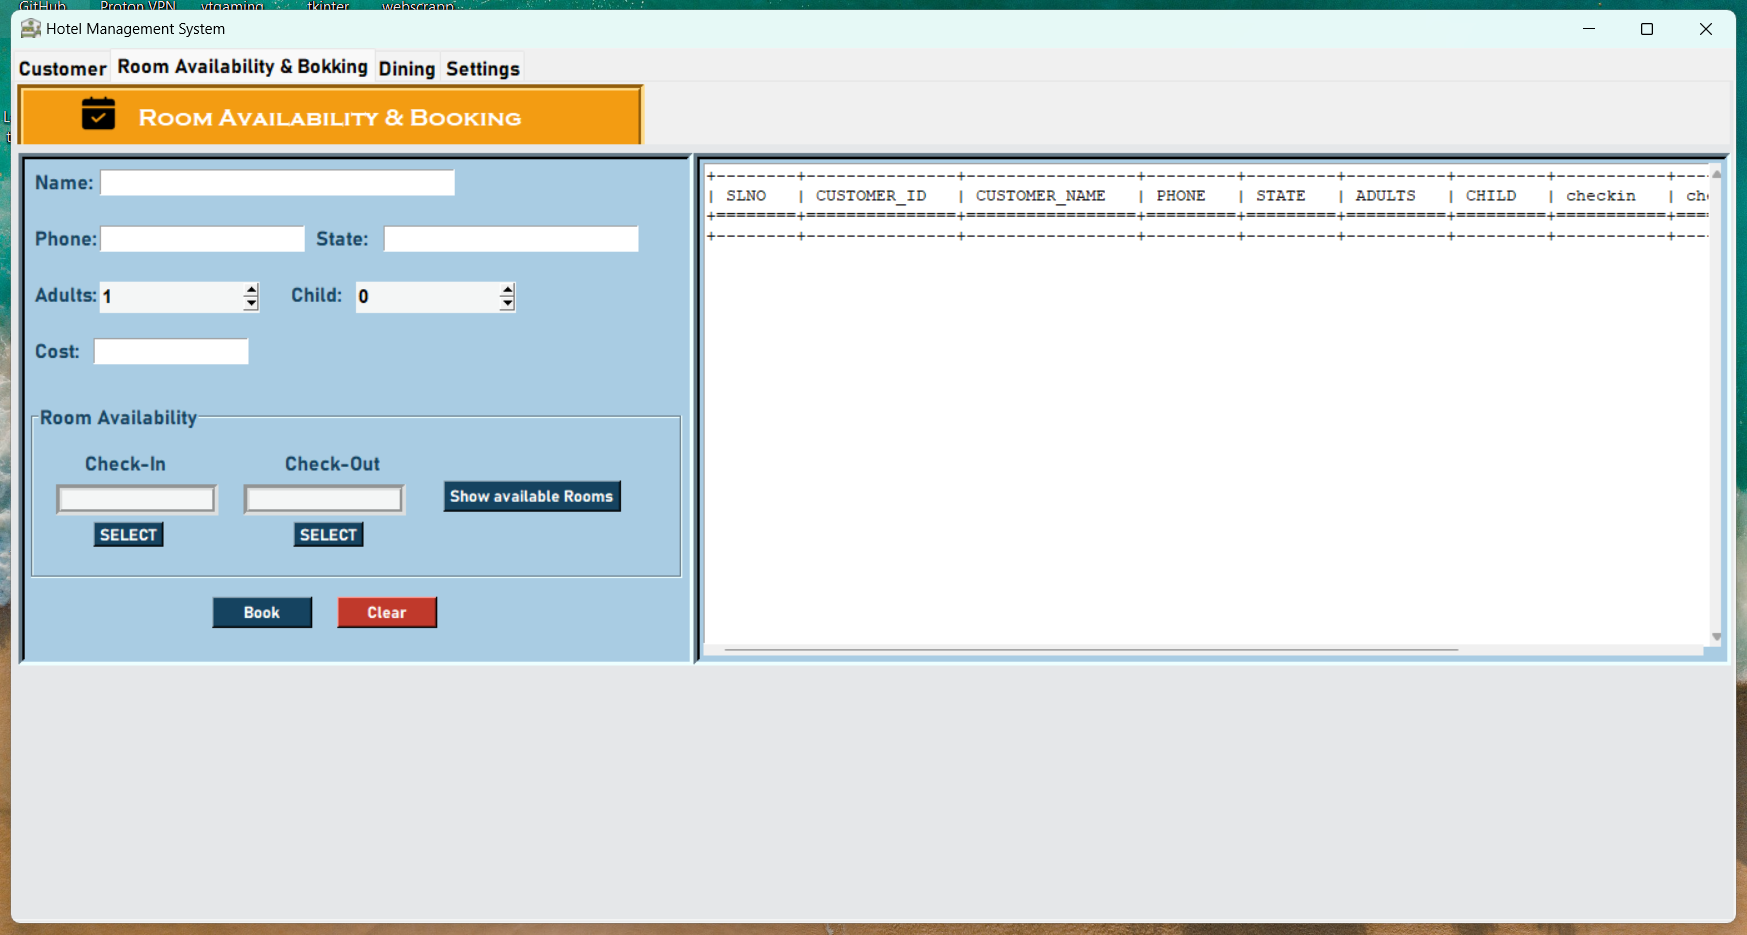 GitHub Proton VPN ytgaming tkinter webscrapp
Hotel Management System
Customer Room Availability & Bokking Dining Settings
Room Availability & Booking
Name:
Phone: State:
Adults: 1 Child: 0
Cost:
Room Availability
Check-In Check-Out
Show available Rooms
SELECT SELECT
Book Clear
+--------+---------------+-----------------+---------+---------+----------+---------+-----------+----
| SLNO | CUSTOMER_ID | CUSTOMER_NAME | PHONE | STATE | ADULTS | CHILD | checkin | che
+========+===============+=================+=========+=========+==========+=========+===========+====
+--------+---------------+-----------------+---------+---------+----------+---------+-----------+----